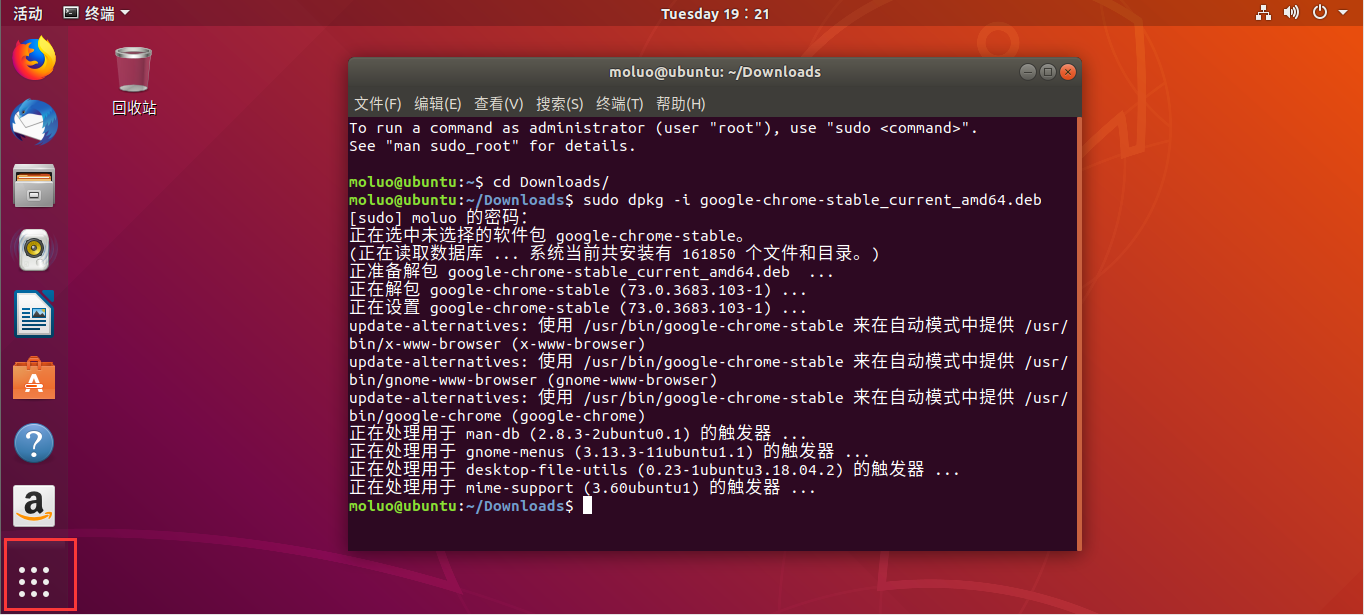 活动 终端 Tuesday 19：21
回收站
moluo@ubuntu: ~/Downloads
文件(F) 编辑(E) 查看(V) 搜索(S) 终端(T) 帮助(H)
To run a command as administrator (user "root"), use "sudo <command>".
See "man sudo_root" for details.
moluo@ubuntu:~$ cd Downloads/
moluo@ubuntu:~/Downloads$ sudo dpkg -i google-chrome-stable_current_amd64.deb
[sudo] moluo 的密码：
正在选中未选择的软件包 google-chrome-stable。
(正在读取数据库 ... 系统当前共安装有 161850 个文件和目录。)
正准备解包 google-chrome-stable_current_amd64.deb  ...
正在解包 google-chrome-stable (73.0.3683.103-1) ...
正在设置 google-chrome-stable (73.0.3683.103-1) ...
update-alternatives: 使用 /usr/bin/google-chrome-stable 来在自动模式中提供 /usr/
bin/x-www-browser (x-www-browser)
update-alternatives: 使用 /usr/bin/google-chrome-stable 来在自动模式中提供 /usr/
bin/gnome-www-browser (gnome-www-browser)
update-alternatives: 使用 /usr/bin/google-chrome-stable 来在自动模式中提供 /usr/
bin/google-chrome (google-chrome)
正在处理用于 man-db (2.8.3-2ubuntu0.1) 的触发器 ...
正在处理用于 gnome-menus (3.13.3-11ubuntu1.1) 的触发器 ...
正在处理用于 desktop-file-utils (0.23-1ubuntu3.18.04.2) 的触发器 ...
正在处理用于 mime-support (3.60ubuntu1) 的触发器 ...
moluo@ubuntu:~/Downloads$